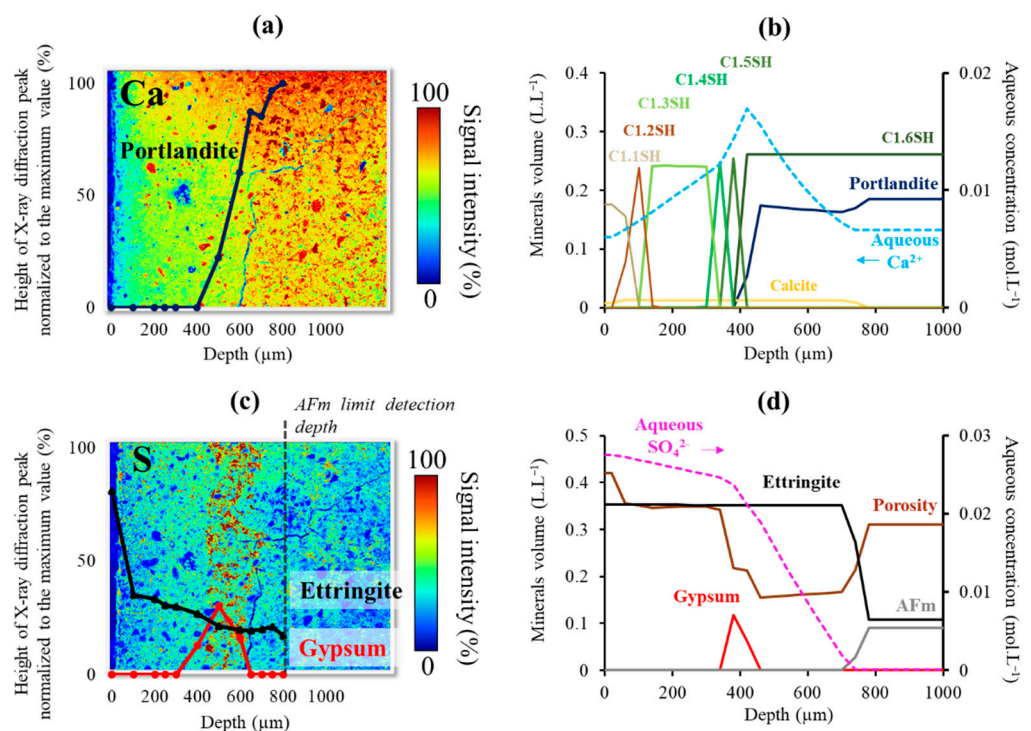 (a)
Height of X-ray diffraction peak
normalized to the maximum value (%)
100
50
0
Ca
Portlandite
0 200 400 600 800 1000
Depth (µm)
100
0
Signal intensity (%)
(b)
Minerals volume (L.L⁻¹)
0.4
0.3
0.2
0.1
0
C1.5SH
C1.4SH
C1.3SH
C1.2SH
C1.1SH
C1.6SH
Portlandite
Aqueous
Ca²⁺
←
Calcite
0.02
0.01
0
Aqueous concentration (mol.L⁻¹)
0 200 400 600 800 1000
Depth (µm)
(c)
AFm limit detection
depth
Height of X-ray diffraction peak
normalized to the maximum value (%)
100
50
0
S
Ettringite
Gypsum
0 200 400 600 800 1000
Depth (µm)
100
0
Signal intensity (%)
(d)
Minerals volume (L.L⁻¹)
0.5
0.4
0.3
0.2
0.1
0
Aqueous
SO₄²⁻ →
Ettringite
Porosity
Gypsum
AFm
0.03
0.02
0.01
0
Aqueous concentration (mol.L⁻¹)
0 200 400 600 800 1000
Depth (µm)